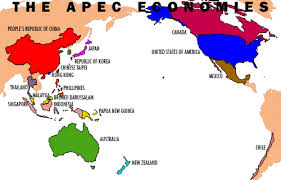 THE APEC ECONOMIES
PEOPLE'S REPUBLIC OF CHINA
CANADA
JAPAN
UNITED STATES OF AMERICA
REPUBLIC OF KOREA
CHINESE TAIPEI
HONG KONG
MEXICO
THAILAND
PHILIPPINES
MALAYSIA
BRUNEI DARUSSALAM
SINGAPORE
INDONESIA
PAPUA NEW GUINEA
AUSTRALIA
CHILE
NEW ZEALAND